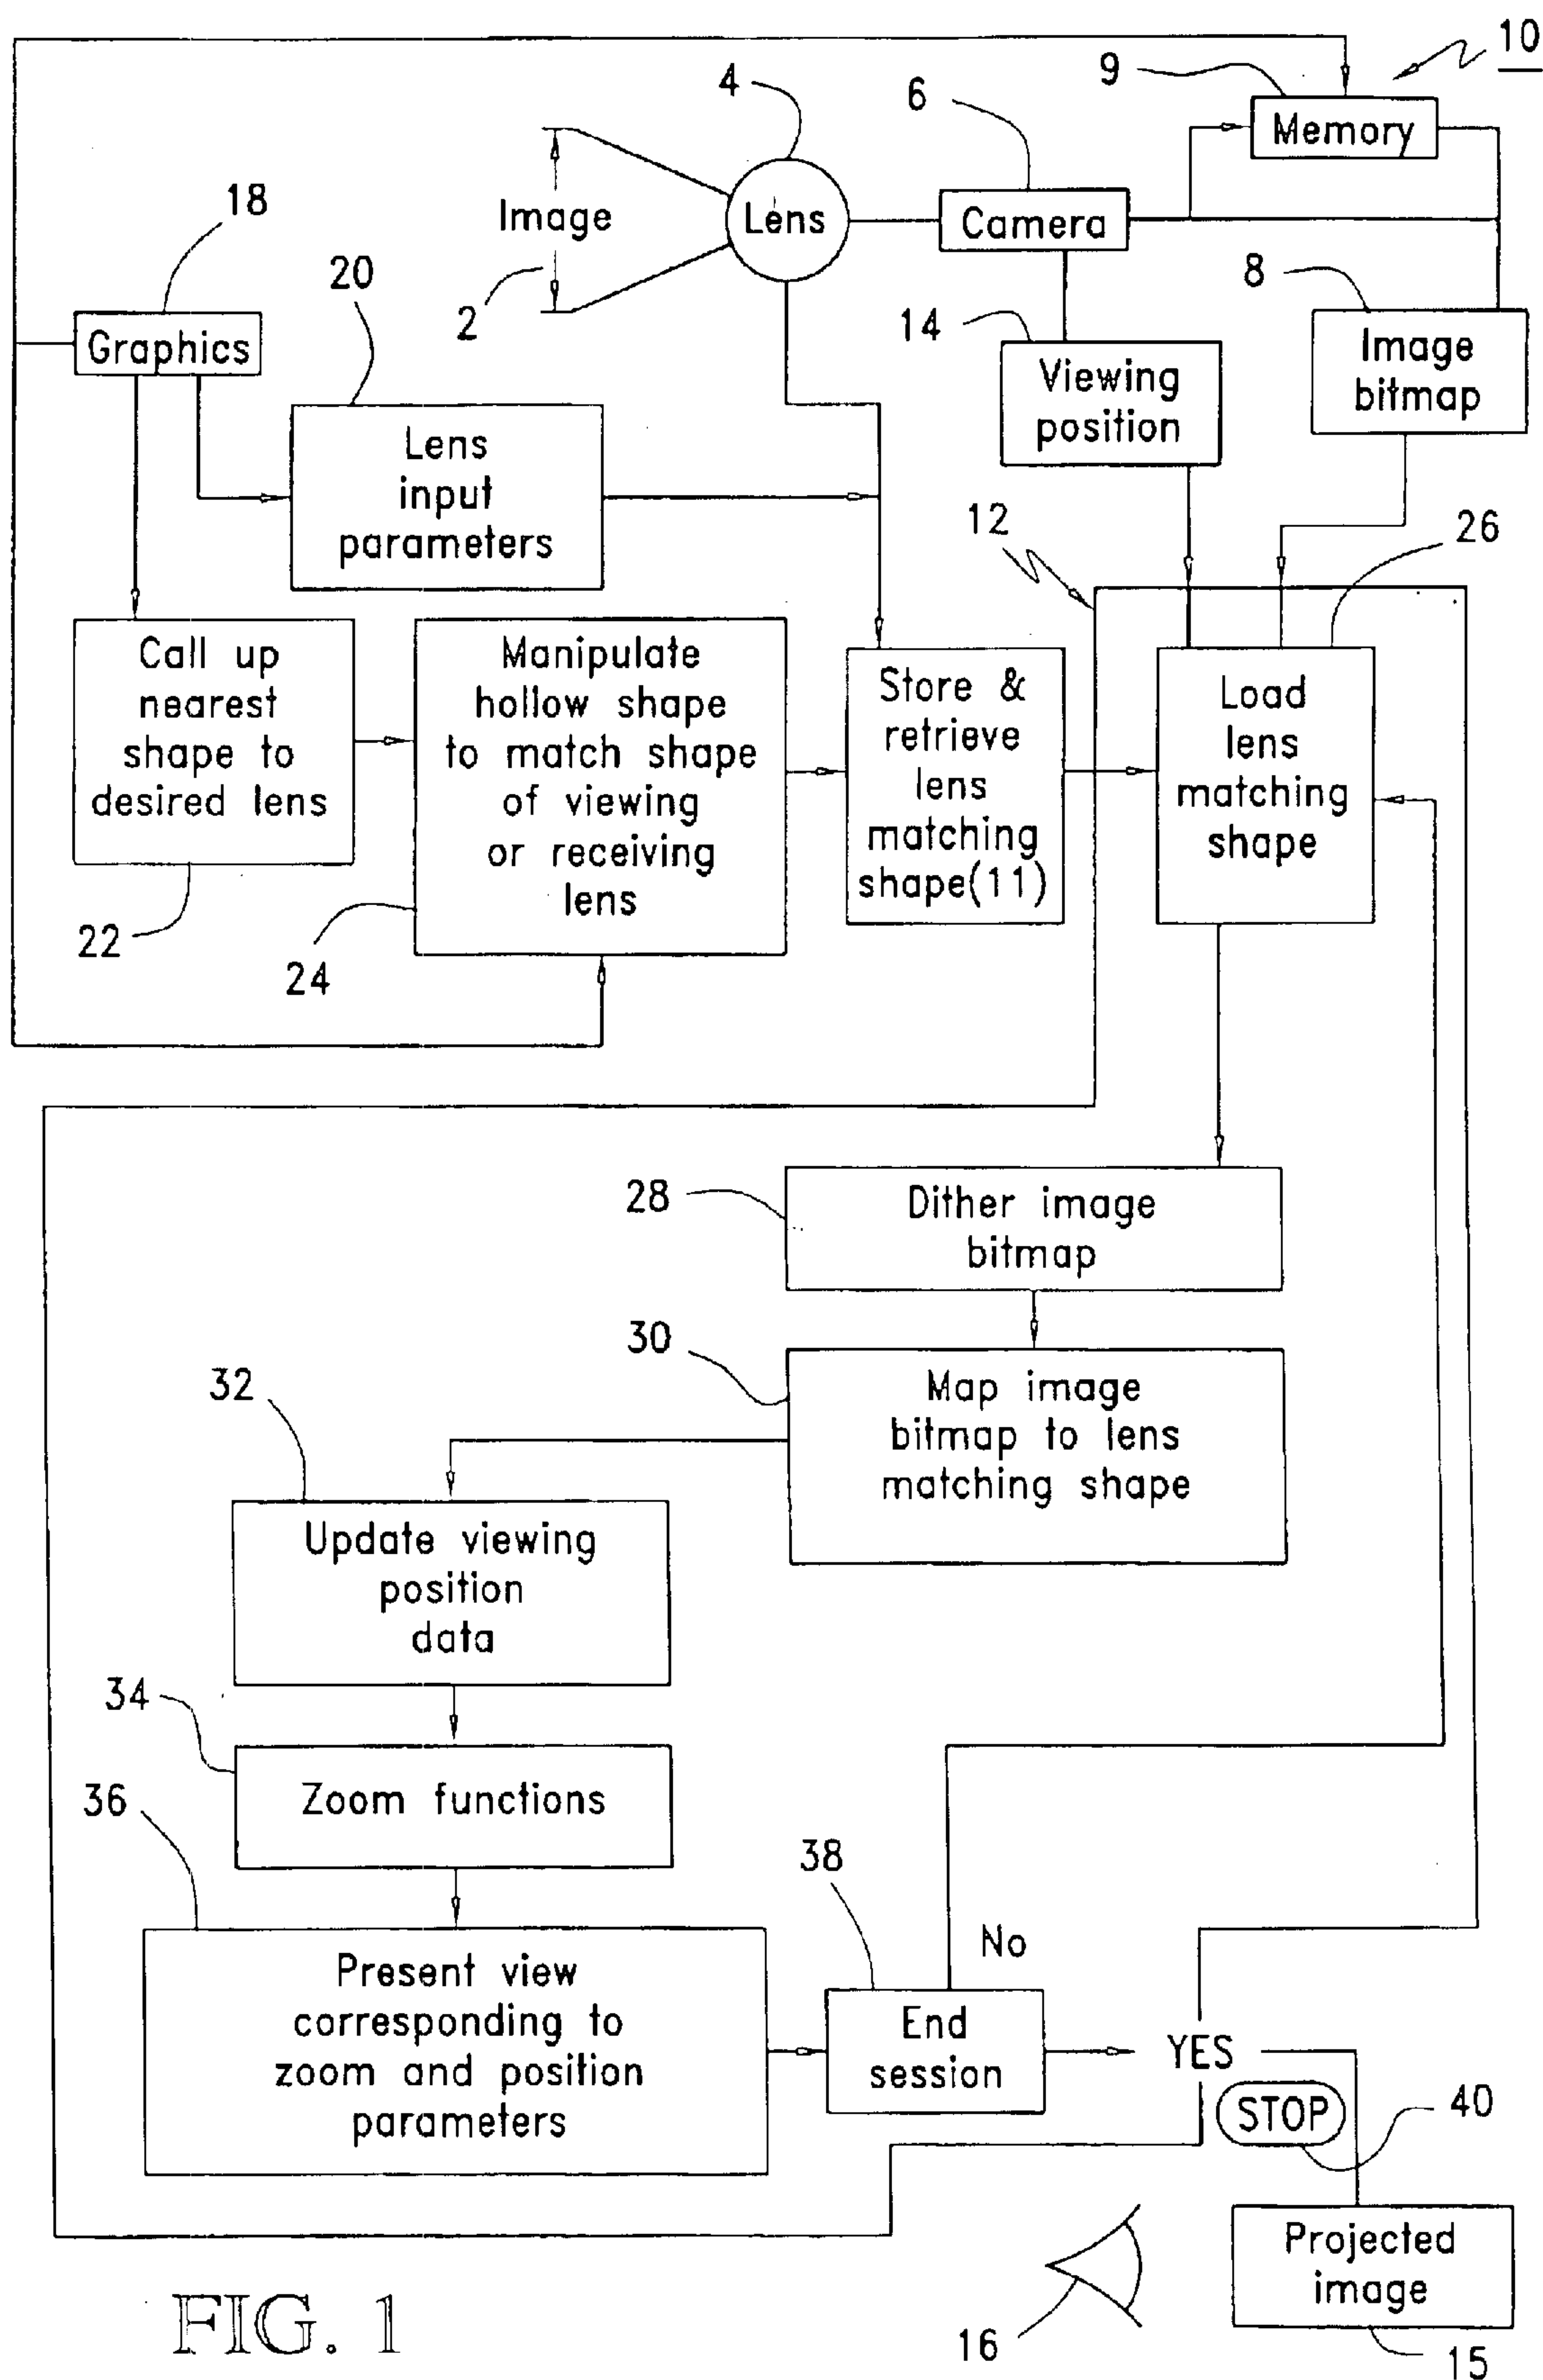 10
9
4
6
Memory
18
Image
Lens
Camera
20
2
8
14
Graphics
Image
bitmap
Viewing
position
Lens
input
parameters
12
26
Call up
nearest
shape to
desired lens
Manipulate
hollow shape
to match shape
of viewing
or receiving
lens
Store &
retrieve
lens
matching
shape(11)
Load
lens
matching
shape
22
24
28
Dither image
bitmap
30
Map image
bitmap to lens
matching shape
32
Update viewing
position
data
34
Zoom functions
36
38
No
Present view
corresponding to
zoom and position
parameters
End
session
YES
STOP
40
Projected
image
16
15
FIG. 1